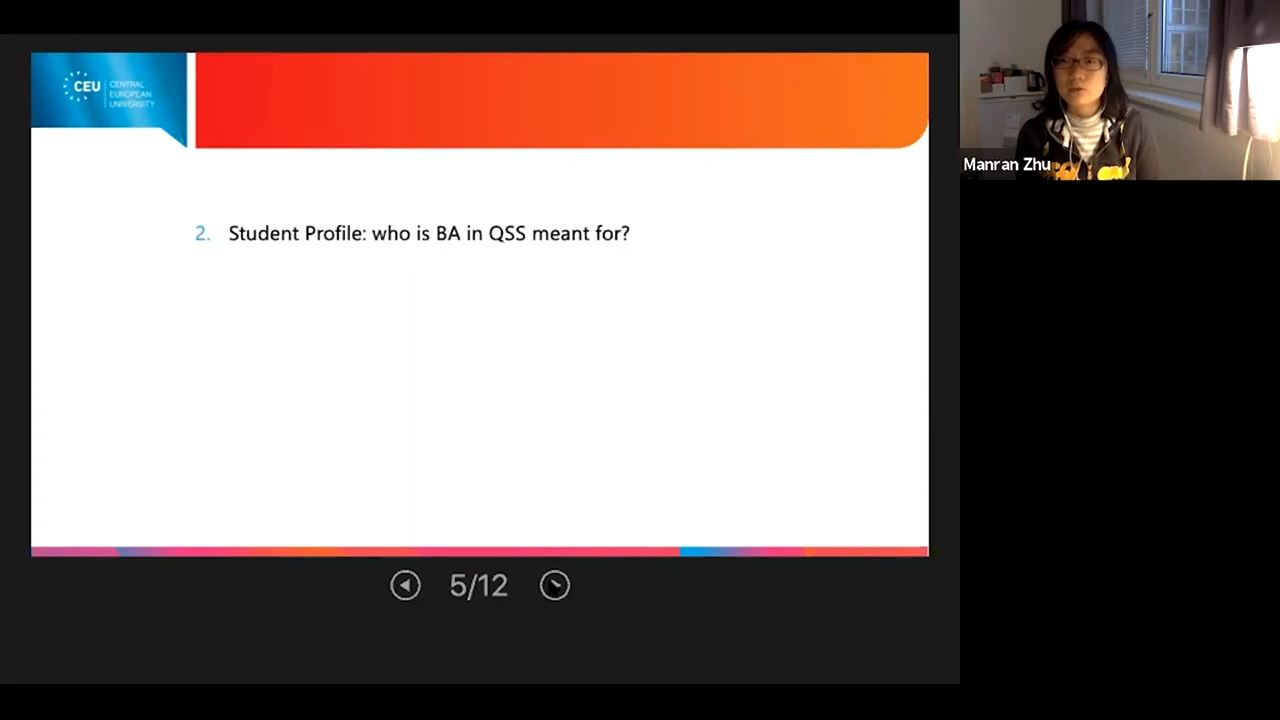 CEU
CENTRAL
EUROPEAN
UNIVERSITY
Manran Zhu
2. Student Profile: who is BA in QSS meant for?
5/12